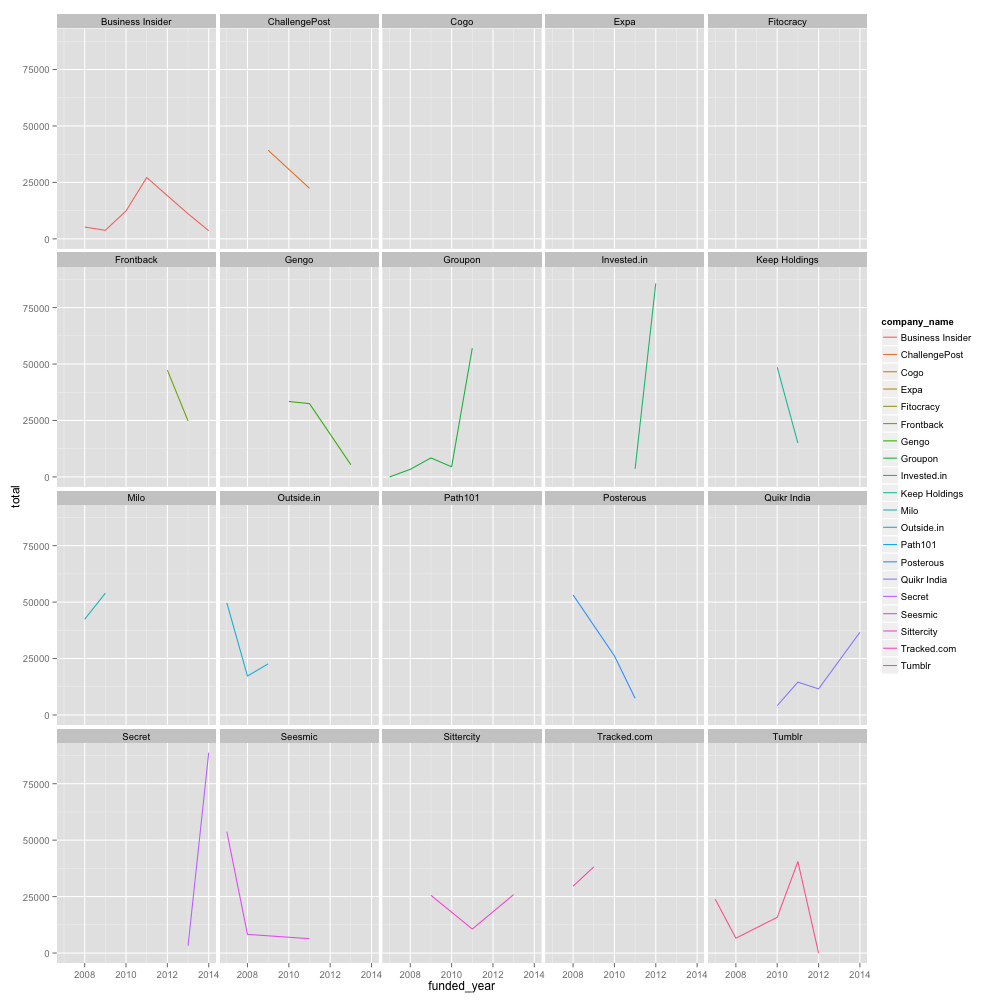 Business Insider ChallengePost Cogo Expa Fitocracy
75000
50000
25000
0
Frontback Gengo Groupon Invested.in Keep Holdings
75000
50000
25000
0
Milo Outside.in Path101 Posterous Quikr India
75000
50000
25000
0
Secret Seesmic Sittercity Tracked.com Tumblr
75000
50000
25000
0
2008 2010 2012 2014 2008 2010 2012 2014 2008 2010 2012 2014 2008 2010 2012 2014 2008 2010 2012 2014
funded_year
total
company_name
Business Insider
ChallengePost
Cogo
Expa
Fitocracy
Frontback
Gengo
Groupon
Invested.in
Keep Holdings
Milo
Outside.in
Path101
Posterous
Quikr India
Secret
Seesmic
Sittercity
Tracked.com
Tumblr